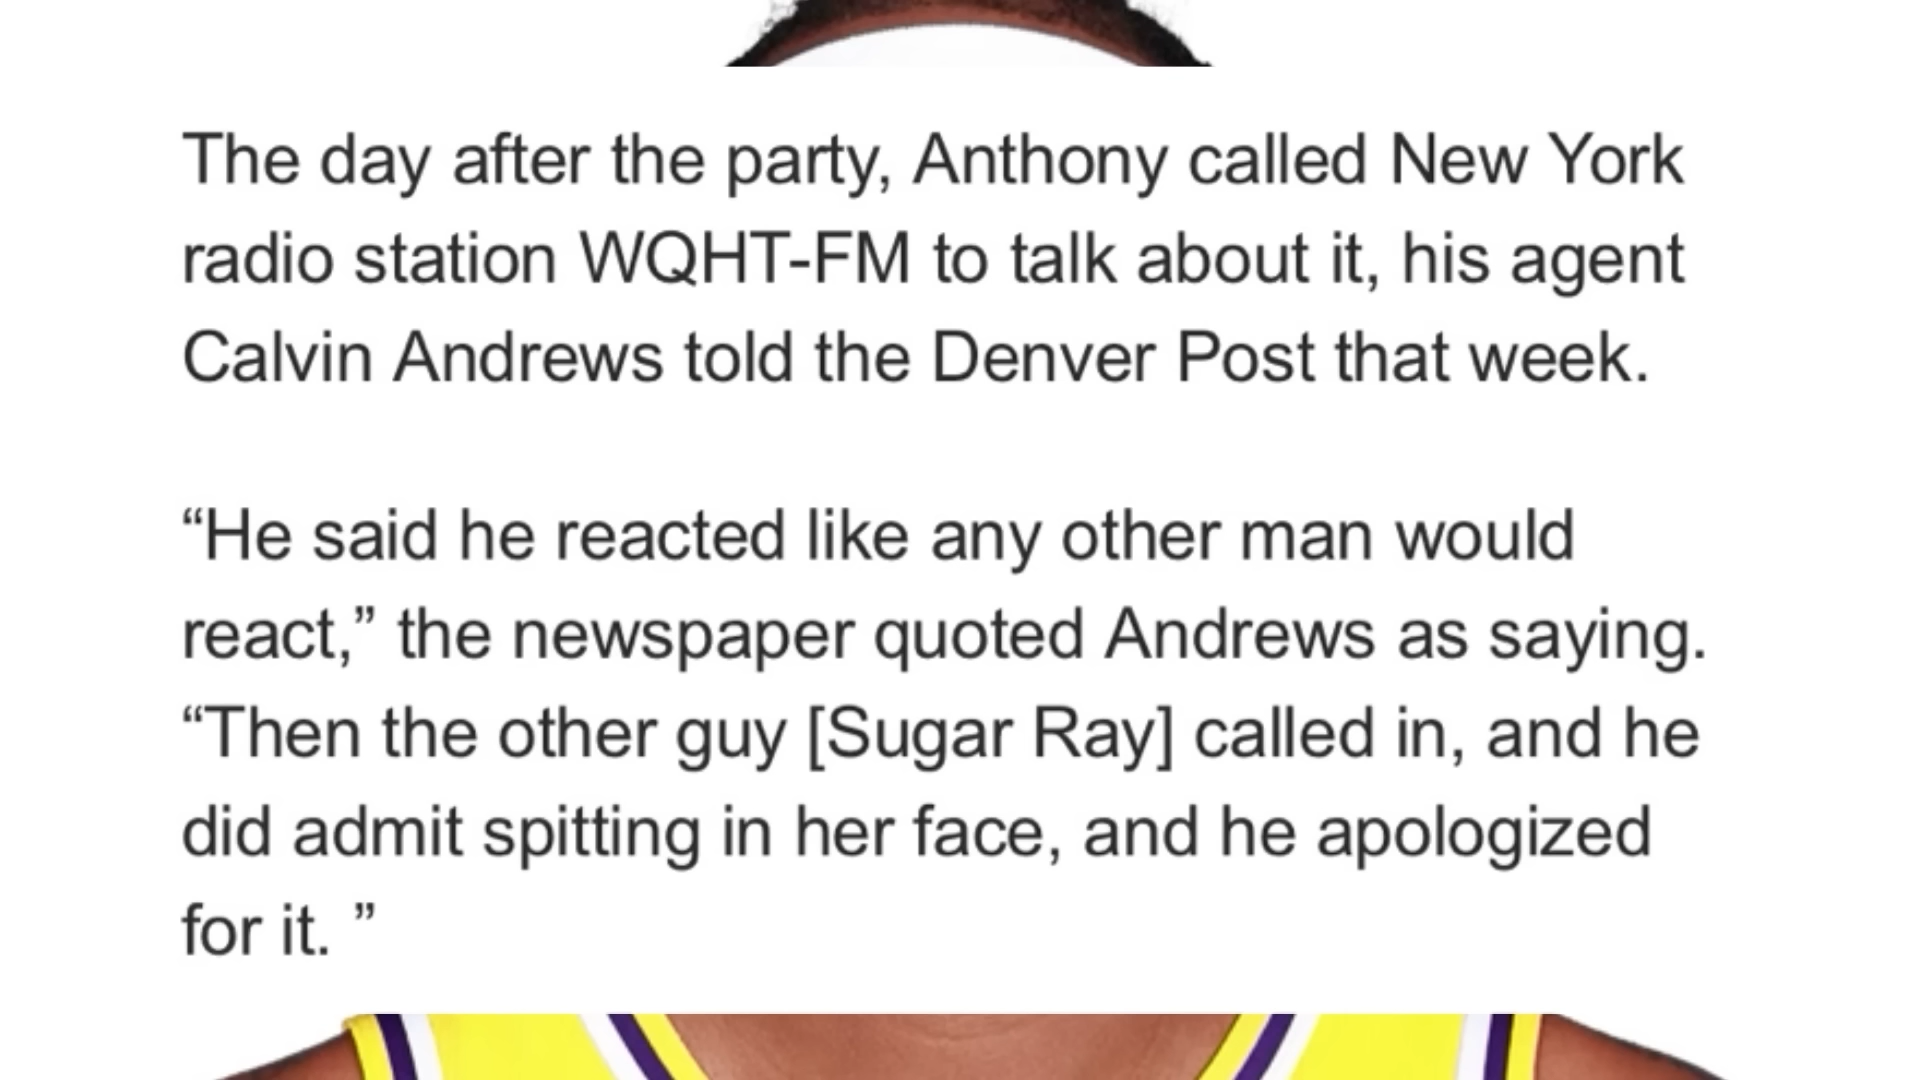 The day after the party, Anthony called New York
radio station WQHT-FM to talk about it, his agent
Calvin Andrews told the Denver Post that week.
“He said he reacted like any other man would
react,” the newspaper quoted Andrews as saying.
“Then the other guy [Sugar Ray] called in, and he
did admit spitting in her face, and he apologized
for it. ”